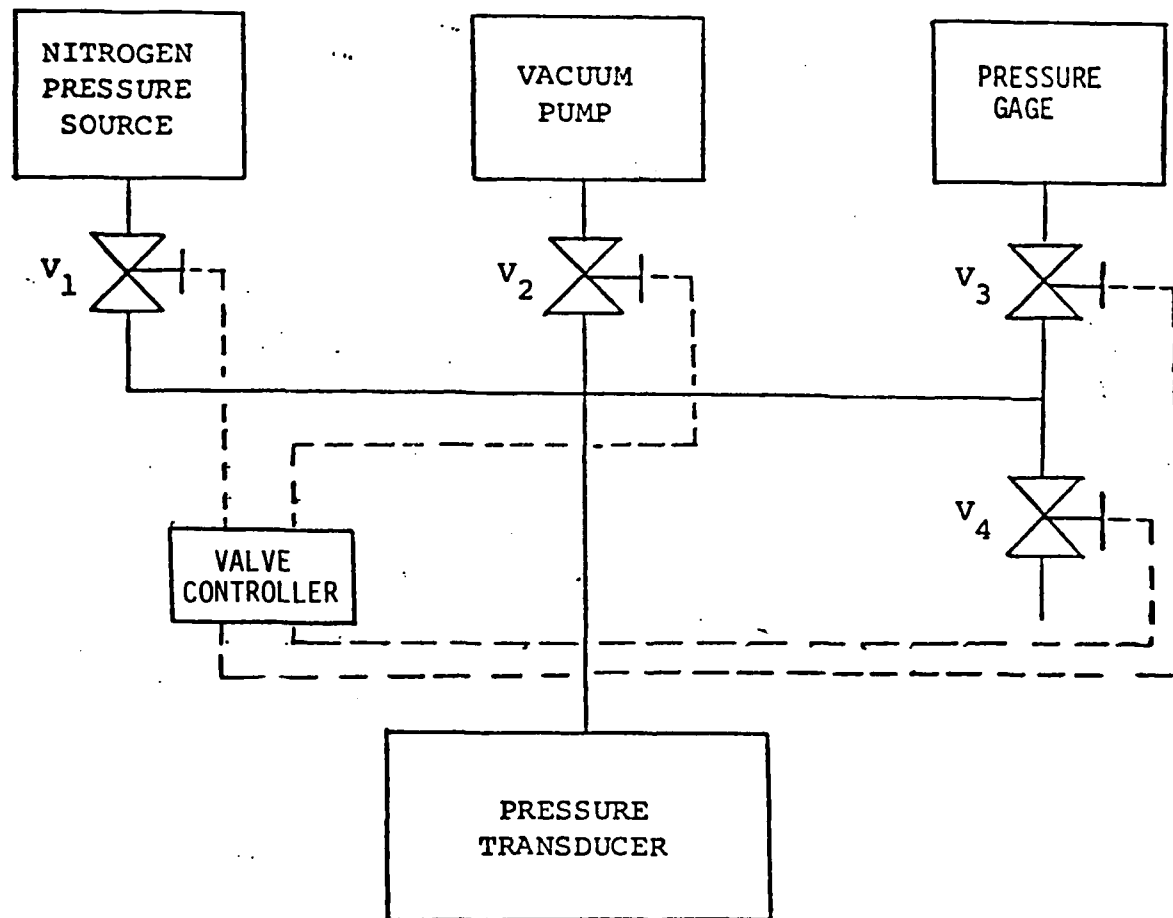 NITROGEN
PRESSURE
SOURCE
VACUUM
PUMP
PRESSURE
GAGE
V1
V2
V3
V4
VALVE
CONTROLLER
PRESSURE
TRANSDUCER